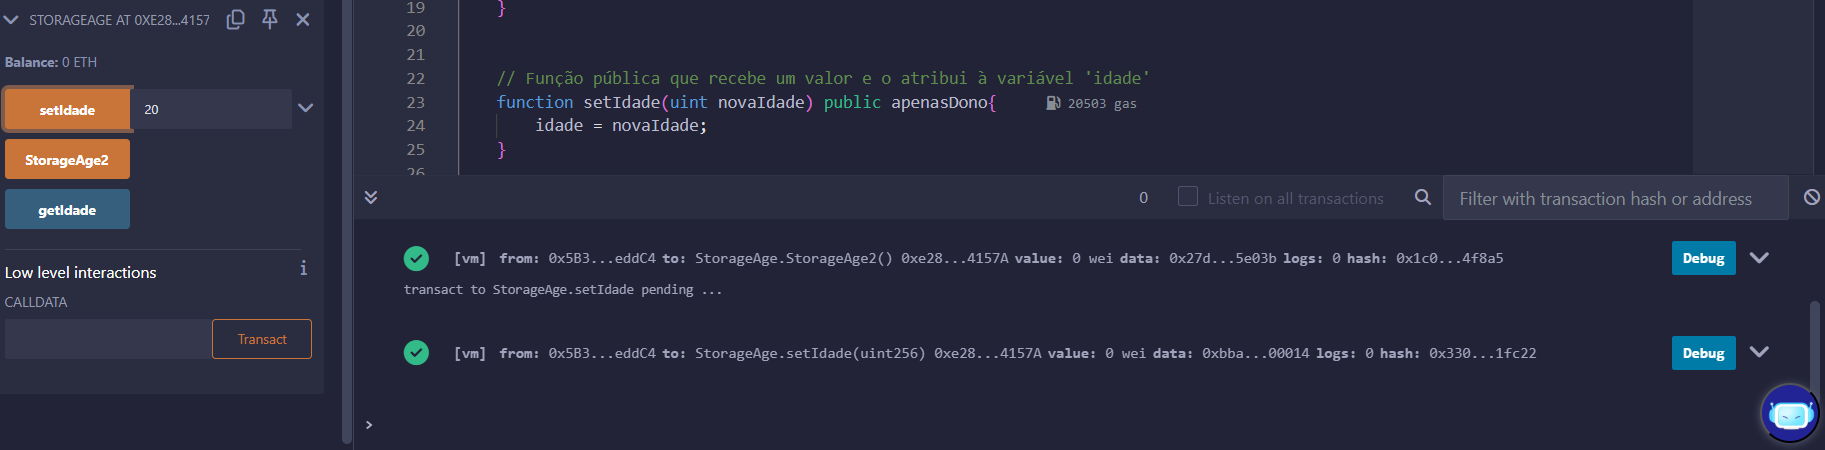 STORAGEAGE AT 0XE28...4157
Balance: 0 ETH
setIdade 20
StorageAge2
getIdade
Low level interactions
i
CALLDATA
Transact
19 }
20
21
22 // Função pública que recebe um valor e o atribui à variável 'idade'
23 function setIdade(uint novaIdade) public apenasDono{ 20503 gas
24 idade = novaIdade;
25 }
26
0 Listen on all transactions Filter with transaction hash or address
[vm] from: 0x5B3...eddC4 to: StorageAge.StorageAge2() 0xe28...4157A value: 0 wei data: 0x27d...5e03b logs: 0 hash: 0x1c0...4f8a5 Debug
transact to StorageAge.setIdade pending ...
[vm] from: 0x5B3...eddC4 to: StorageAge.setIdade(uint256) 0xe28...4157A value: 0 wei data: 0xbba...00014 logs: 0 hash: 0x330...1fc22 Debug
>